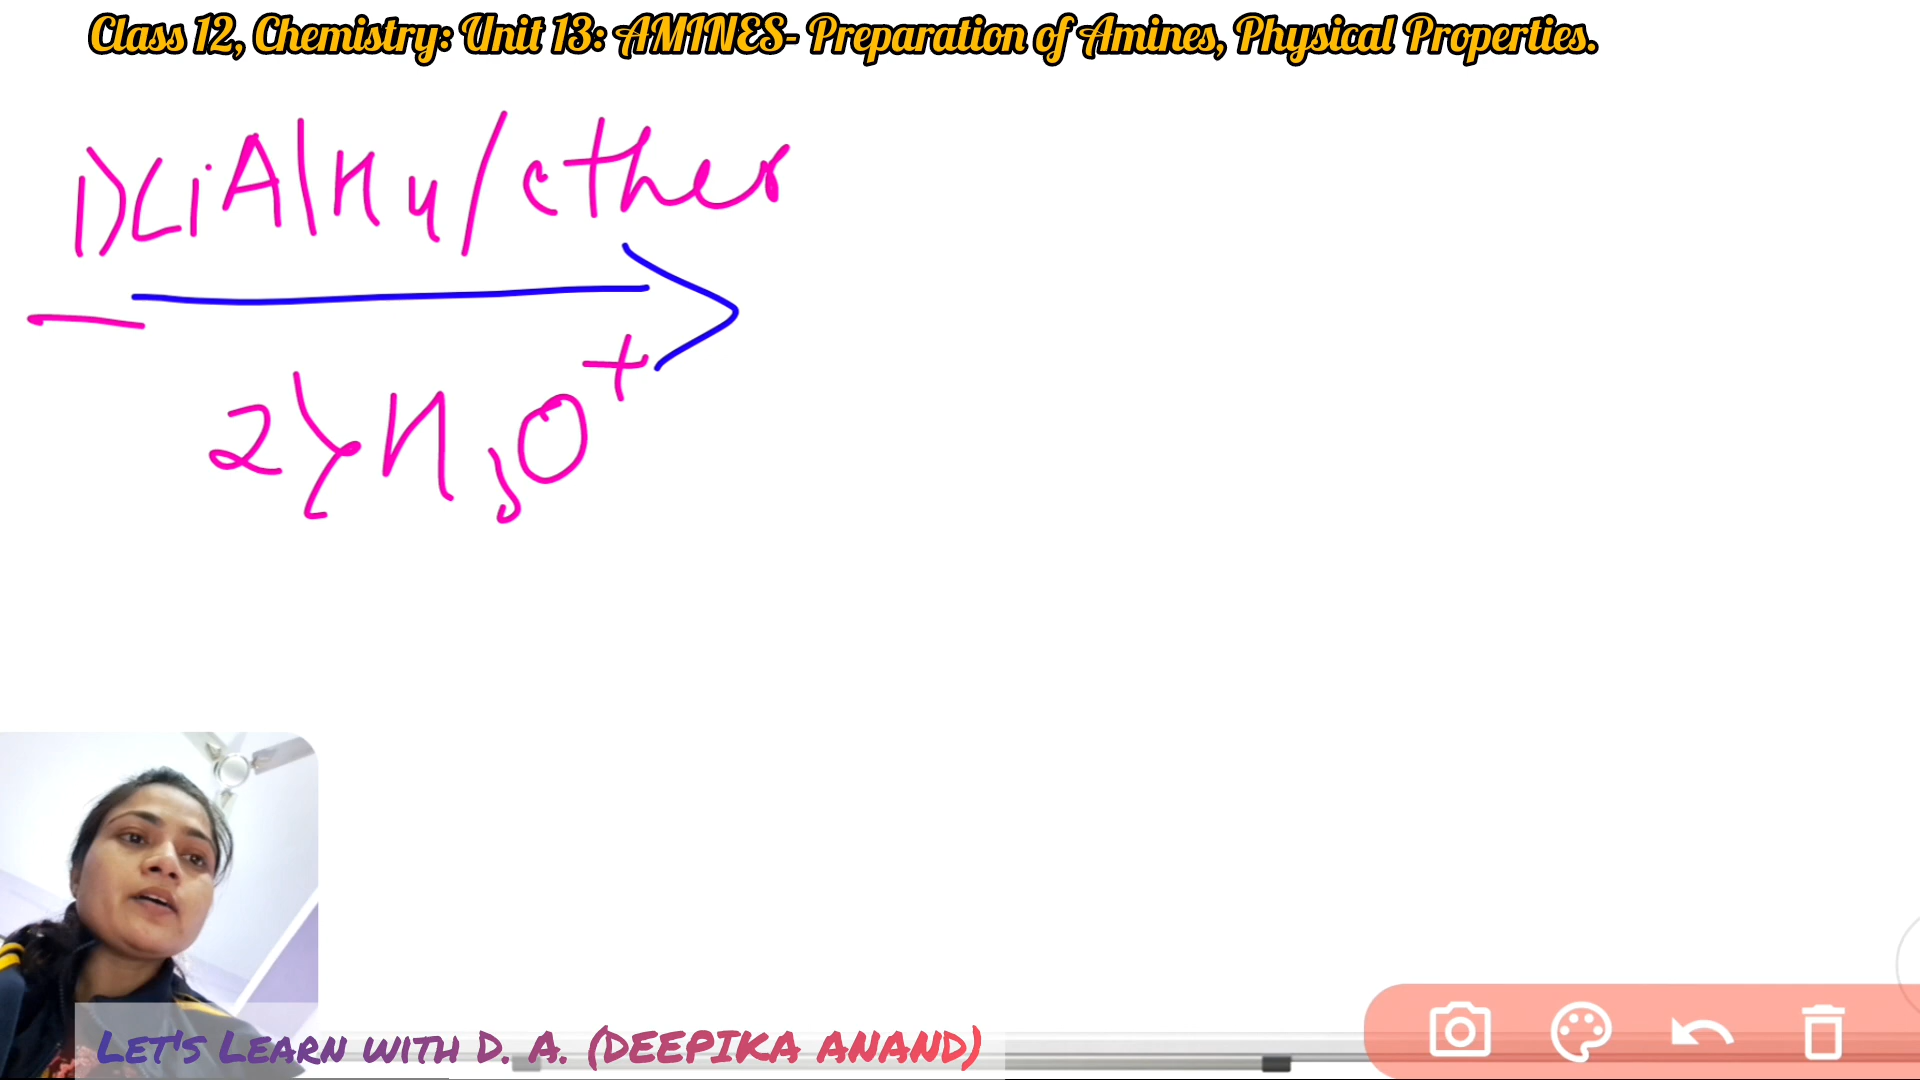 Class 12, Chemistry: Unit 13: AMINES- Preparation of Amines, Physical Properties.
1)LiAlH4/ether
2}H3O+
LET'S LEARN WITH D. A. (DEEPIKA ANAND)